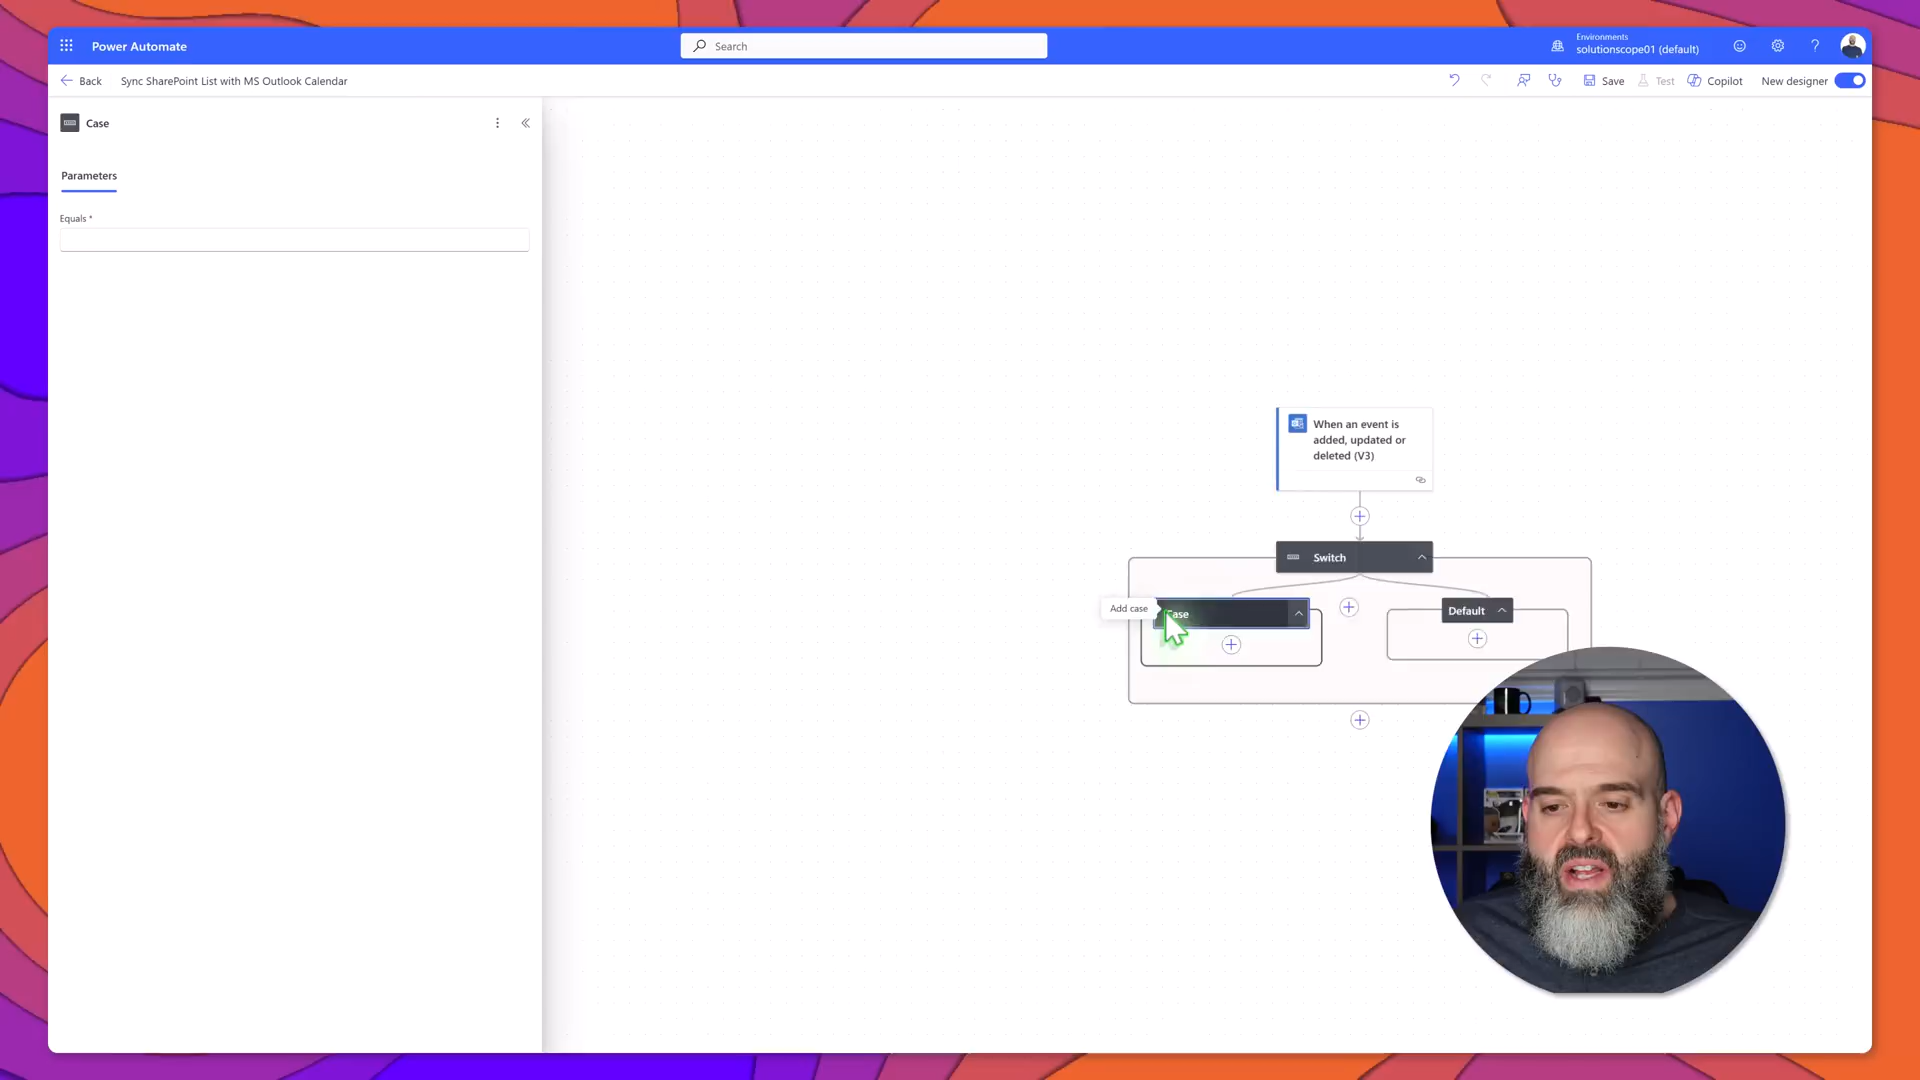 Power Automate
Search
Environments
solutionscope01 (default)
Back
Sync SharePoint List with MS Outlook Calendar
Save
Test
Copilot
New designer
Case
Parameters
Equals *
When an event is
added, updated or
deleted (V3)
Switch
Add case
Case
Default